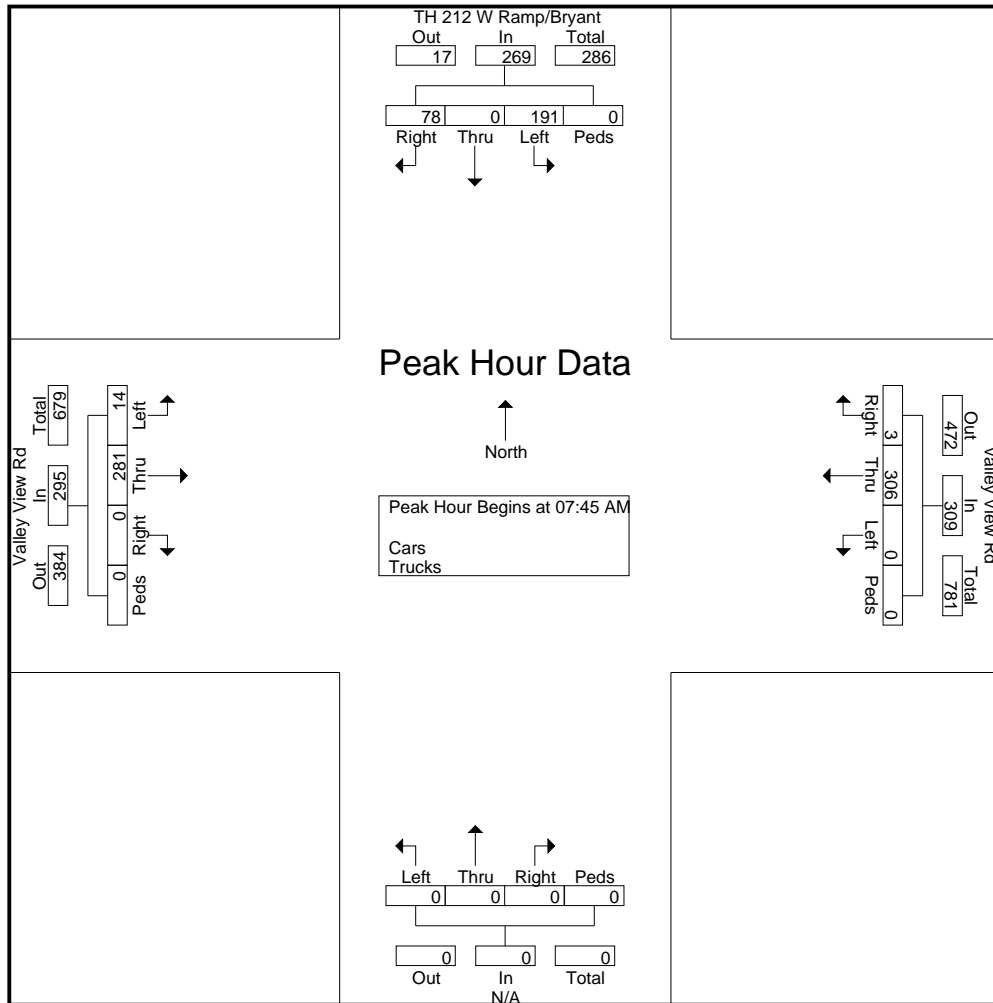 TH 212 W Ramp/Bryant
Out In Total
17 269 286
78 0 191 0
Right Thru Left Peds
Peak Hour Data
North
Peak Hour Begins at 07:45 AM
Cars
Trucks
Valley View Rd
Total In Out
679 295 384
14 281 0 0
Left Thru Right Peds
Right Thru Left Peds
3 306 0 0
Out In Total
472 309 781
Valley View Rd
Left Thru Right Peds
0 0 0 0
0 0 0
Out In Total
N/A